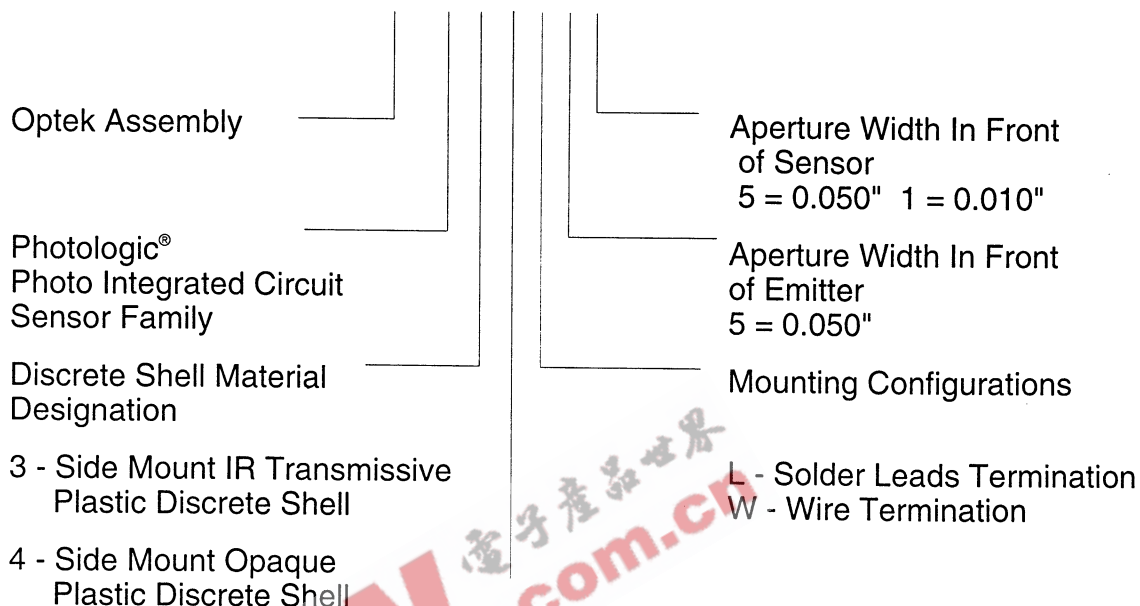 Optek Assembly
Photologic®
Photo Integrated Circuit
Sensor Family
Discrete Shell Material
Designation
3 - Side Mount IR Transmissive
Plastic Discrete Shell
4 - Side Mount Opaque
Plastic Discrete Shell
Aperture Width In Front
of Sensor
5 = 0.050" 1 = 0.010"
Aperture Width In Front
of Emitter
5 = 0.050"
Mounting Configurations
L - Solder Leads Termination
W - Wire Termination
電子產品世界
.com.cn